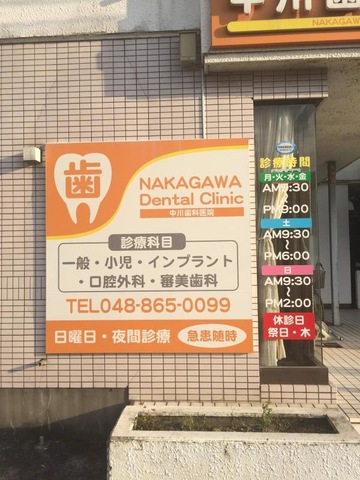 中川歯
NAKAGAWA
歯
NAKAGAWA
Dental Clinic
中川歯科医院
診療科目
一般・小児・インプラント
・口腔外科・審美歯科
TEL048-865-0099
日曜日・夜間診療 急患随時
診療時間
月・火・水・金
AM9:30
〜
PM9:00
土
AM9:30
〜
PM6:00
日
AM9:30
〜
PM2:00
休診日
祭日・木